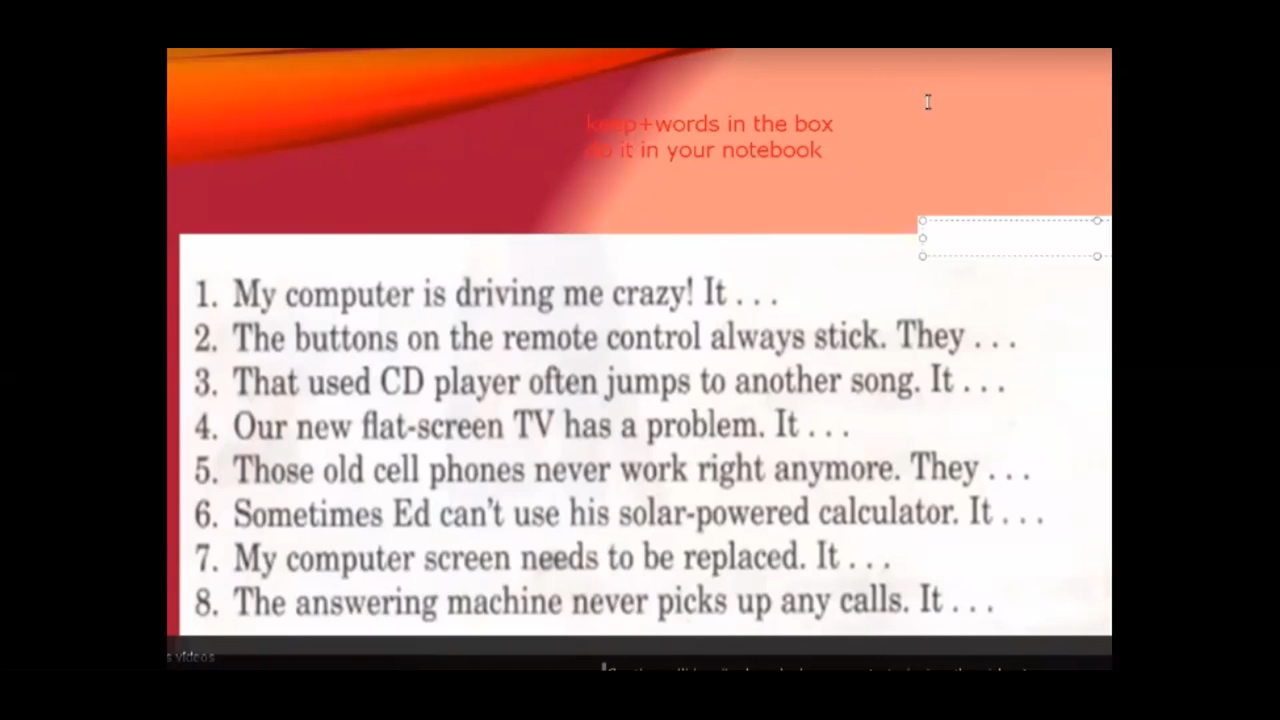 keep+words in the box
do it in your notebook
1. My computer is driving me crazy! It . . .
2. The buttons on the remote control always stick. They . . .
3. That used CD player often jumps to another song. It . . .
4. Our new flat-screen TV has a problem. It . . .
5. Those old cell phones never work right anymore. They . . .
6. Sometimes Ed can't use his solar-powered calculator. It . . .
7. My computer screen needs to be replaced. It . . .
8. The answering machine never picks up any calls. It . . .
s videos